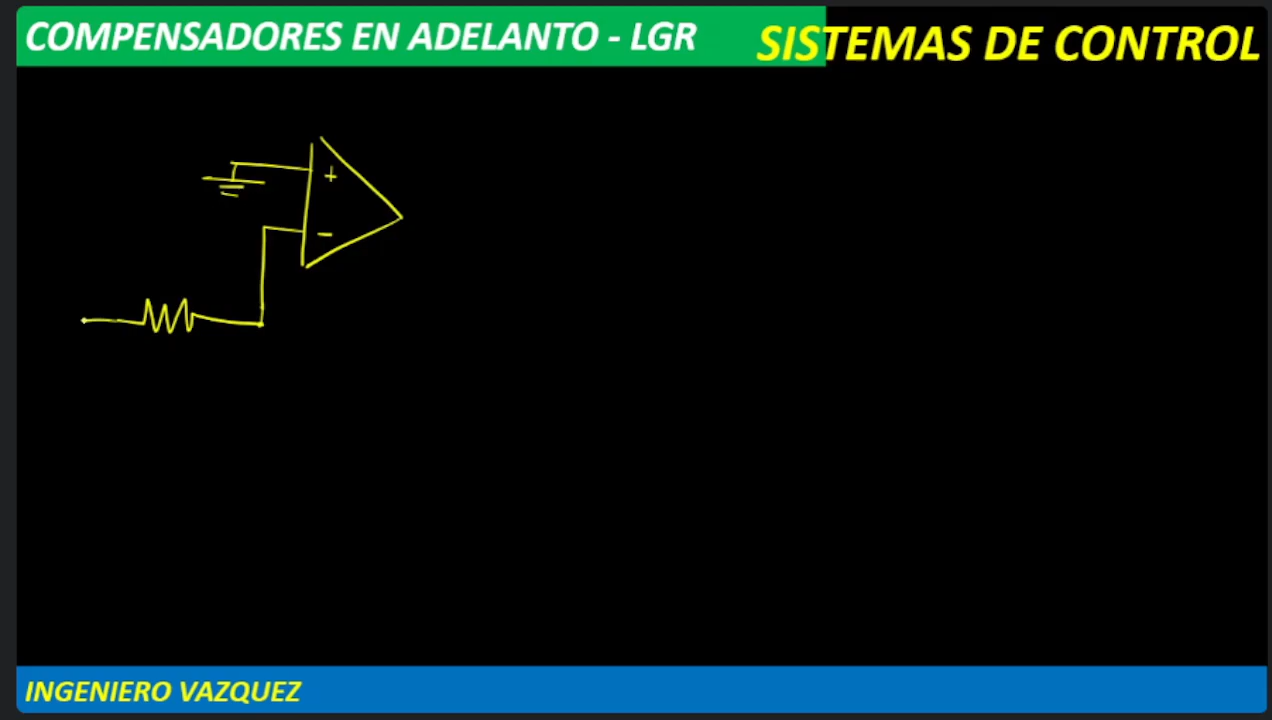 COMPENSADORES EN ADELANTO - LGR
SISTEMAS DE CONTROL
+
-
INGENIERO VAZQUEZ